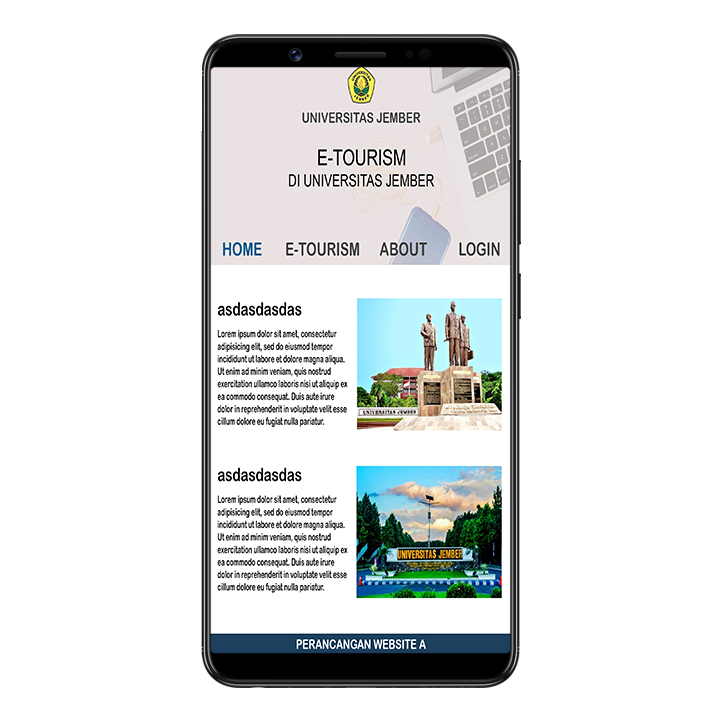 UNIVERSITAS
JEMBER
UNIVERSITAS JEMBER
E-TOURISM
DI UNIVERSITAS JEMBER
HOME E-TOURISM ABOUT LOGIN
asdasdasdas
Lorem ipsum dolor sit amet, consectetur
adipisicing elit, sed do eiusmod tempor
incididunt ut labore et dolore magna aliqua.
Ut enim ad minim veniam, quis nostrud
exercitation ullamco laboris nisi ut aliquip ex
ea commodo consequat. Duis aute irure
dolor in reprehenderit in voluptate velit esse
cillum dolore eu fugiat nulla pariatur.
UNIVERSITAS JEMBER
asdasdasdas
Lorem ipsum dolor sit amet, consectetur
adipisicing elit, sed do eiusmod tempor
incididunt ut labore et dolore magna aliqua.
Ut enim ad minim veniam, quis nostrud
exercitation ullamco laboris nisi ut aliquip ex
ea commodo consequat. Duis aute irure
dolor in reprehenderit in voluptate velit esse
cillum dolore eu fugiat nulla pariatur.
UNIVERSITAS JEMBER
PERANCANGAN WEBSITE A